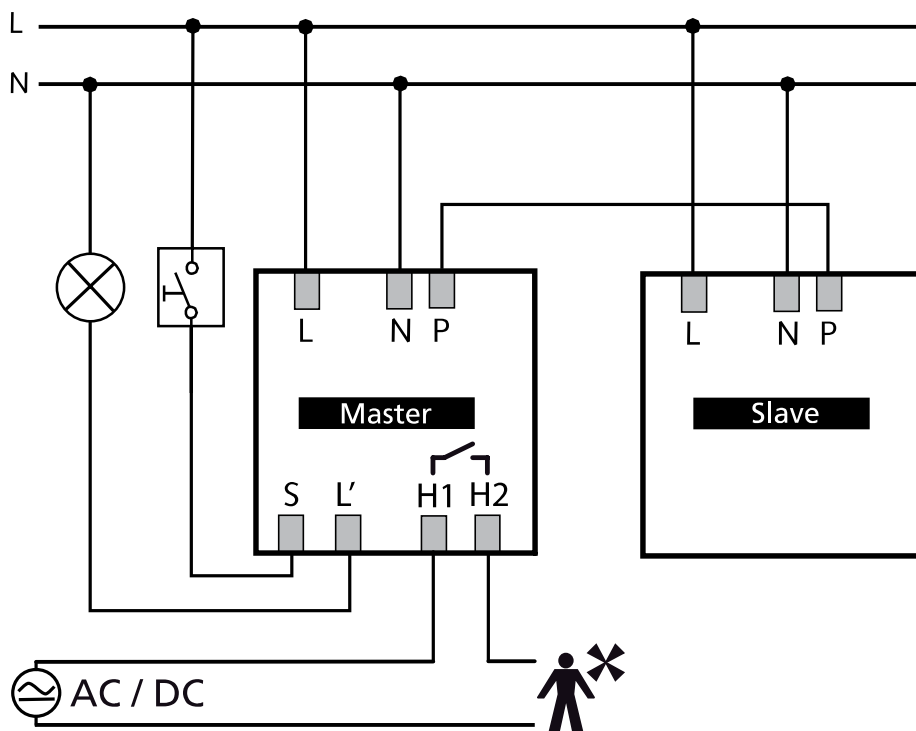 L
N
L N P
L N P
Master
Slave
S L’ H1 H2
AC / DC